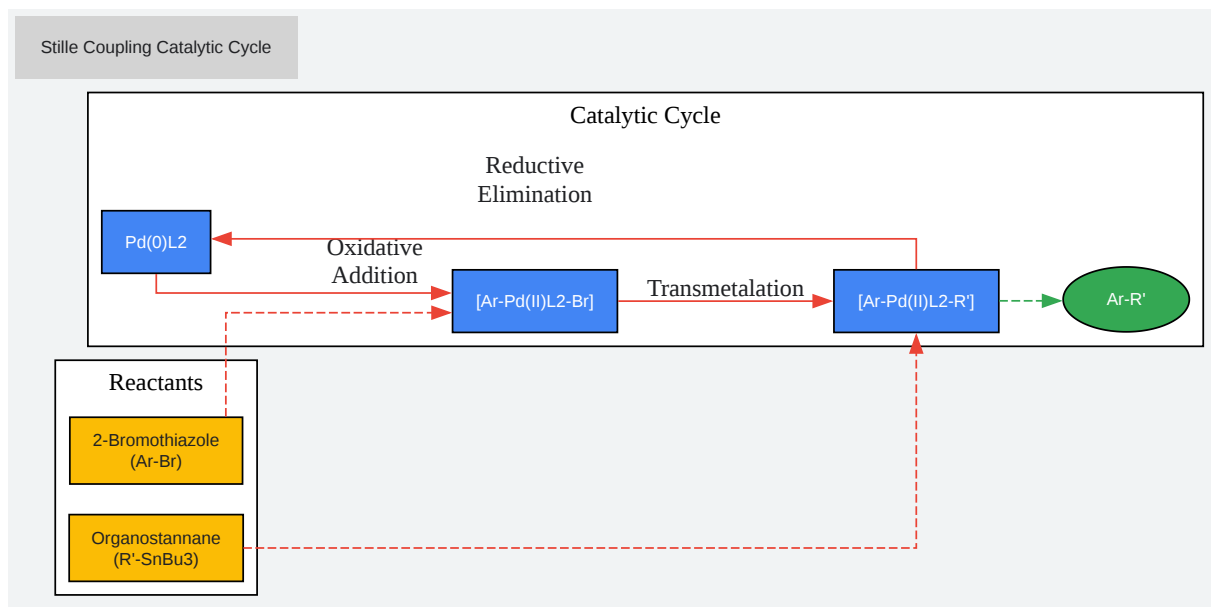 Stille Coupling Catalytic Cycle
Catalytic Cycle
Reductive
Elimination
Pd(0)L2
Oxidative
Addition
[Ar-Pd(II)L2-Br]
Transmetalation
[Ar-Pd(II)L2-R']
Ar-R'
Reactants
2-Bromothiazole
(Ar-Br)
Organostannane
(R'-SnBu3)